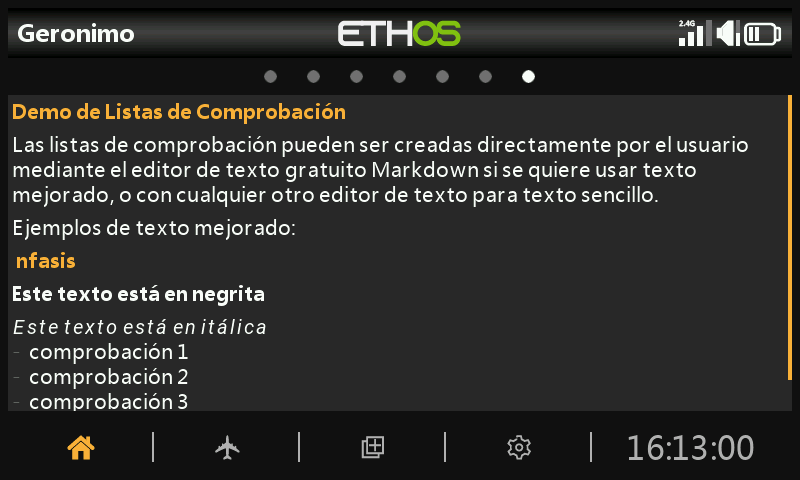 Geronimo
ETHOS
2.4G
Demo de Listas de Comprobación
Las listas de comprobación pueden ser creadas directamente por el usuario
mediante el editor de texto gratuito Markdown si se quiere usar texto
mejorado, o con cualquier otro editor de texto para texto sencillo.
Ejemplos de texto mejorado:
nfasis
Este texto está en negrita
Este texto está en itálica
- comprobación 1
- comprobación 2
- comprobación 3
16:13:00